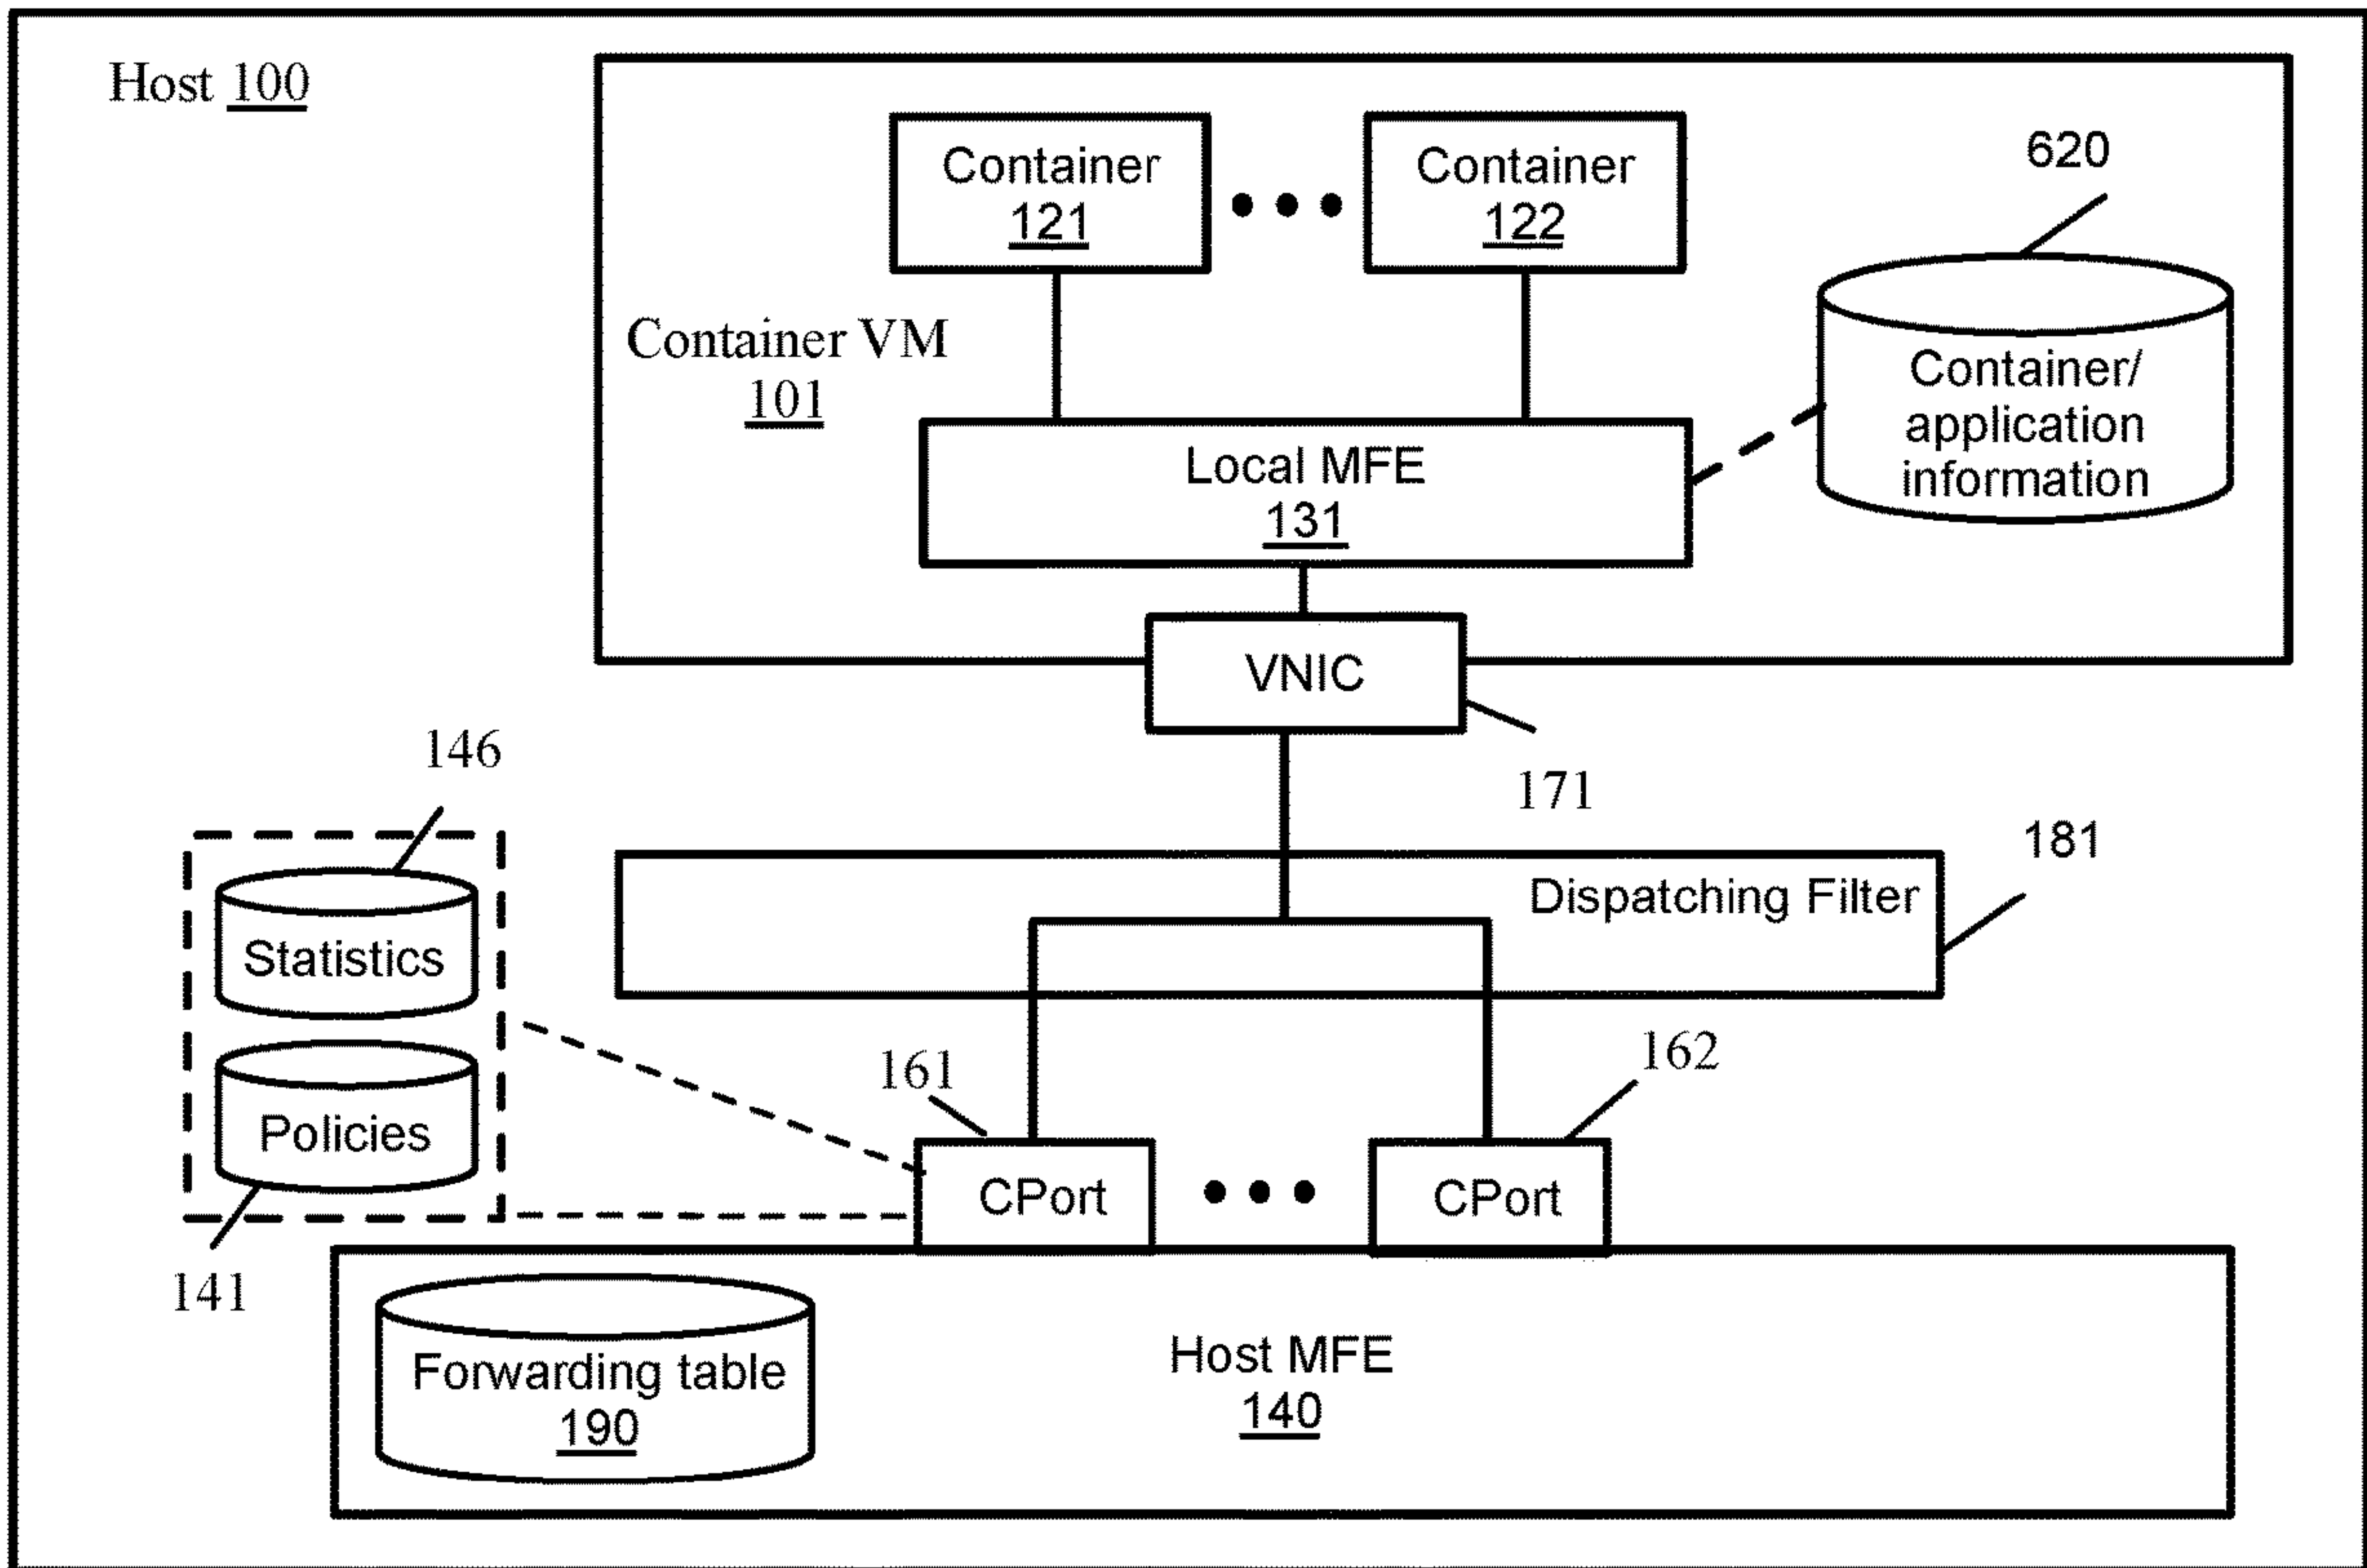 Host 100
Container
121
Container
122
620
Container VM
101
Container/
application
information
Local MFE
131
VNIC
171
146
181
Dispatching Filter
Statistics
161
162
Policies
CPort
CPort
141
Forwarding table
190
Host MFE
140